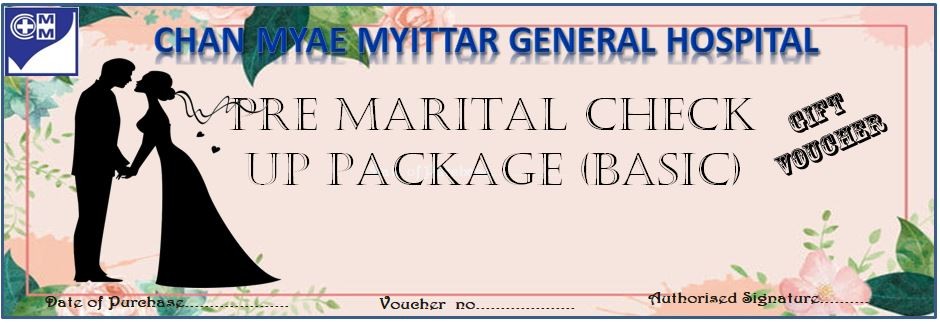 MM
CHAN MYAE MYITTAR GENERAL HOSPITAL
PRE MARITAL CHECK
UP PACKAGE (BASIC)
GIFT
VOUCHER
Date of Purchase.....................
Voucher no....................
Authorised Signature..........